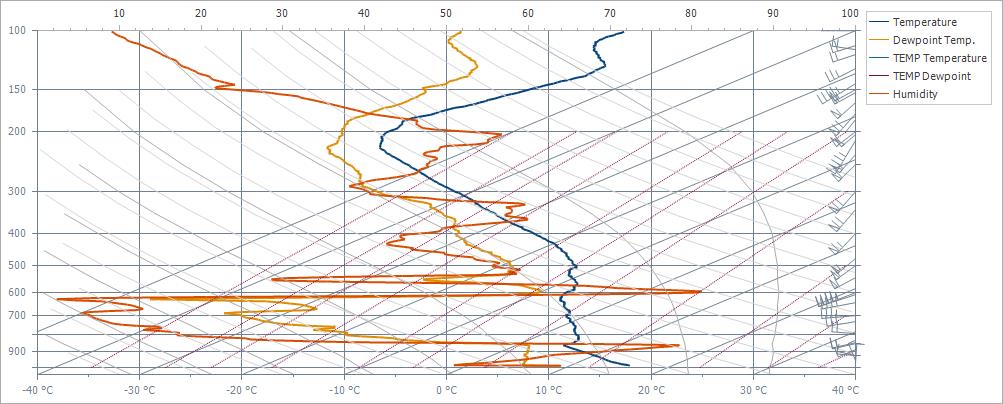 10 20 30 40 50 60 70 80 90 100
Temperature
Dewpoint Temp.
TEMP Temperature
TEMP Dewpoint
Humidity
100
150
200
300
400
500
600
700
900
-40 °C -30 °C -20 °C -10 °C 0 °C 10 °C 20 °C 30 °C 40 °C